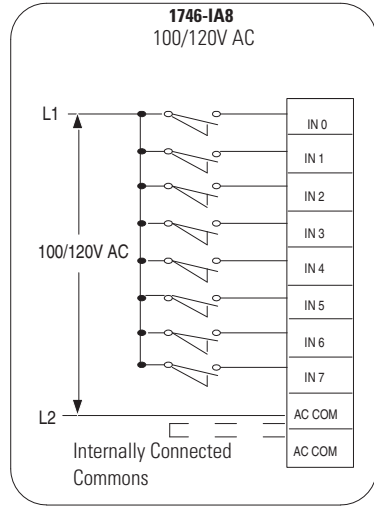 1746-IA8
100/120V AC
L1
IN 0
IN 1
IN 2
IN 3
100/120V AC
IN 4
IN 5
IN 6
IN 7
L2
AC COM
Internally Connected
Commons
AC COM